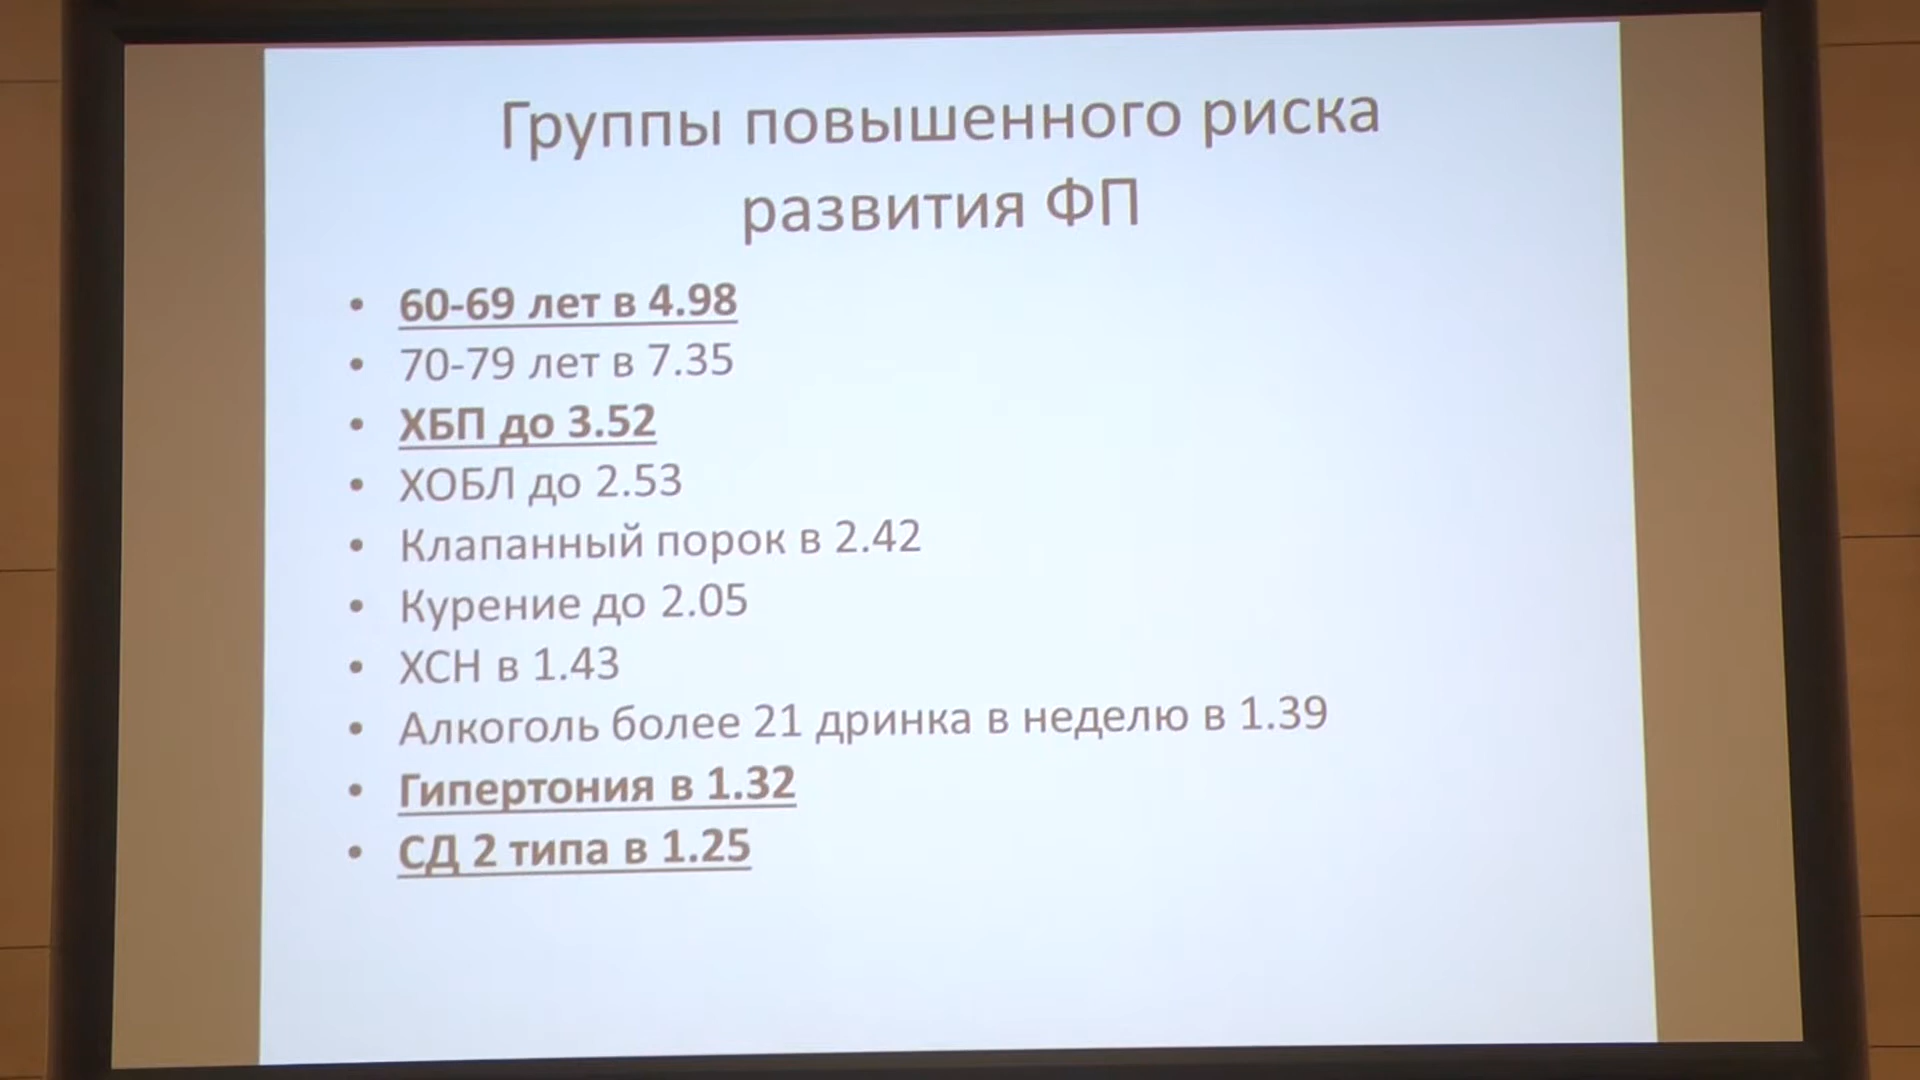 Группы повышенного риска
развития ФП
• 60-69 лет в 4.98
• 70-79 лет в 7.35
• ХБП до 3.52
• ХОБЛ до 2.53
• Клапанный порок в 2.42
• Курение до 2.05
• ХСН в 1.43
• Алкоголь более 21 дринка в неделю в 1.39
• Гипертония в 1.32
• СД 2 типа в 1.25